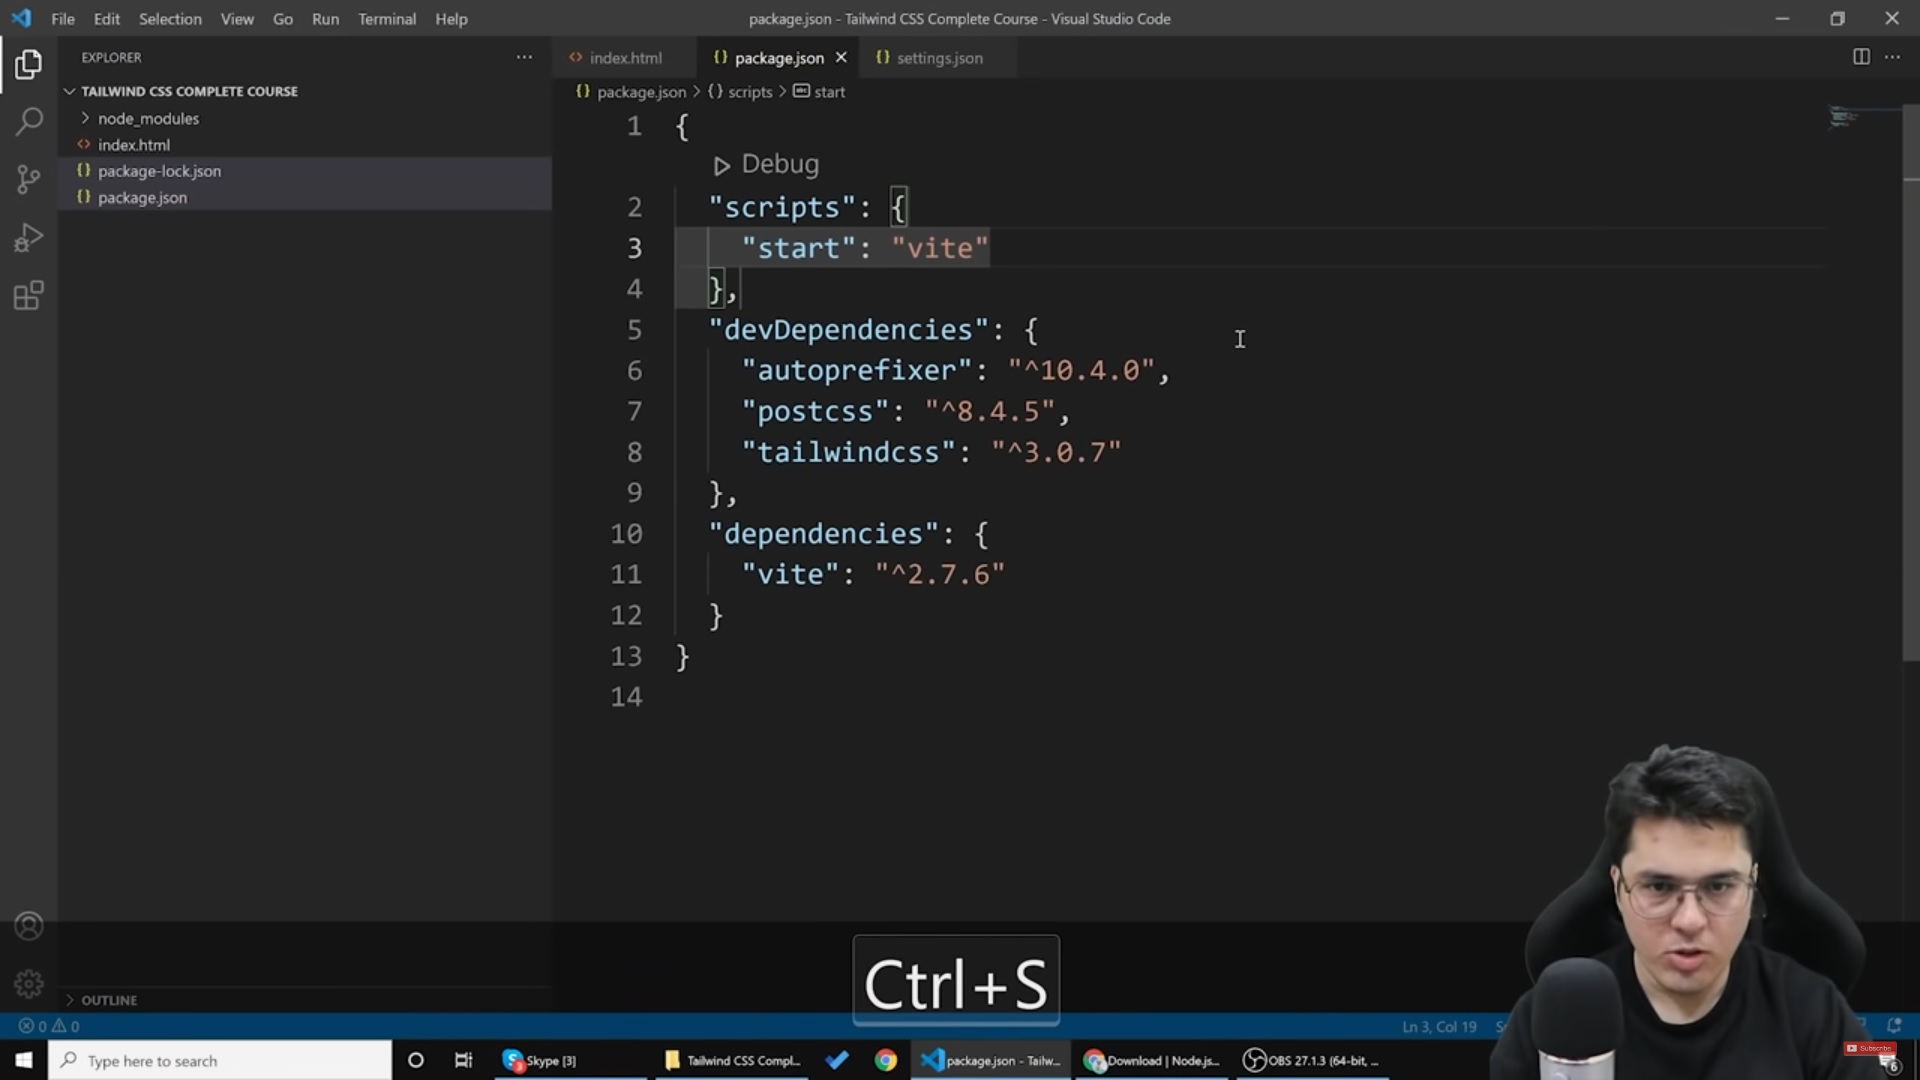 File Edit Selection View Go Run Terminal Help
package.json - Tailwind CSS Complete Course - Visual Studio Code
EXPLORER
TAILWIND CSS COMPLETE COURSE
node_modules
index.html
package-lock.json
package.json
OUTLINE
index.html
package.json
settings.json
package.json > {} scripts > start
1 {
Debug
2 "scripts": {
3 "start": "vite"
4 },
5 "devDependencies": {
6 "autoprefixer": "^10.4.0",
7 "postcss": "^8.4.5",
8 "tailwindcss": "^3.0.7"
9 },
10 "dependencies": {
11 "vite": "^2.7.6"
12 }
13 }
14
Ctrl+S
0 0
Ln 3, Col 19
Type here to search
Skype [3]
Tailwind CSS Compl...
package.json - Tailw...
Download | Node.js...
OBS 27.1.3 (64-bit, ...
Subscribe
6